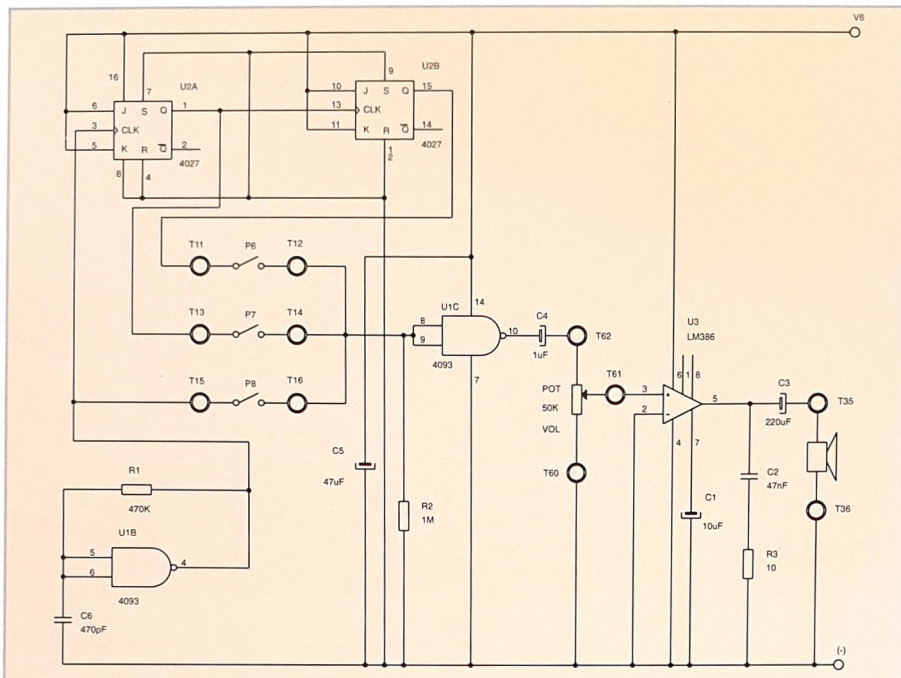 V6
9
U2B
16
7
U2A
10
J
S
Q
15
6
J
S
Q
1
13
CLK
3
CLK
11
K
R
Q
14
5
K
R
Q
2
4027
4027
1
2
8
4
T11
P6
T12
T13
P7
T14
U1C
14
C4
U3
LM386
8
9
10
T62
4093
1uF
T15
P8
T16
7
POT
50K
VOL
T61
6
1
8
3
+
2
-
5
C3
T35
220uF
4
7
C5
47uF
T60
C2
47nF
R1
470K
R2
1M
C1
10uF
T36
U1B
5
6
4
R3
10
4093
C6
470pF
(-)